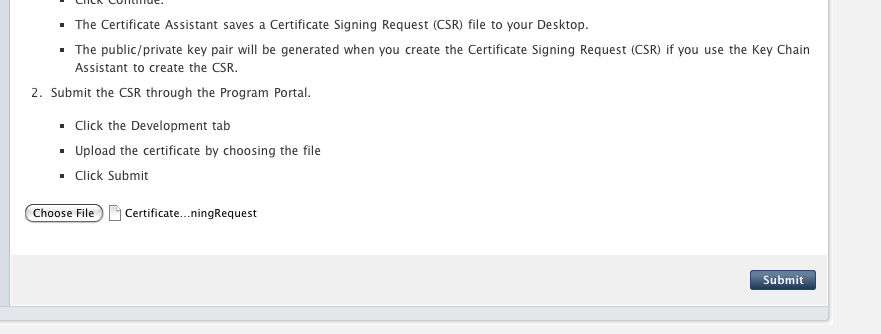 Click Continue.
The Certificate Assistant saves a Certificate Signing Request (CSR) file to your Desktop.
The public/private key pair will be generated when you create the Certificate Signing Request (CSR) if you use the Key Chain
Assistant to create the CSR.
2. Submit the CSR through the Program Portal.
Click the Development tab
Upload the certificate by choosing the file
Click Submit
Choose File Certificate...ningRequest
Submit